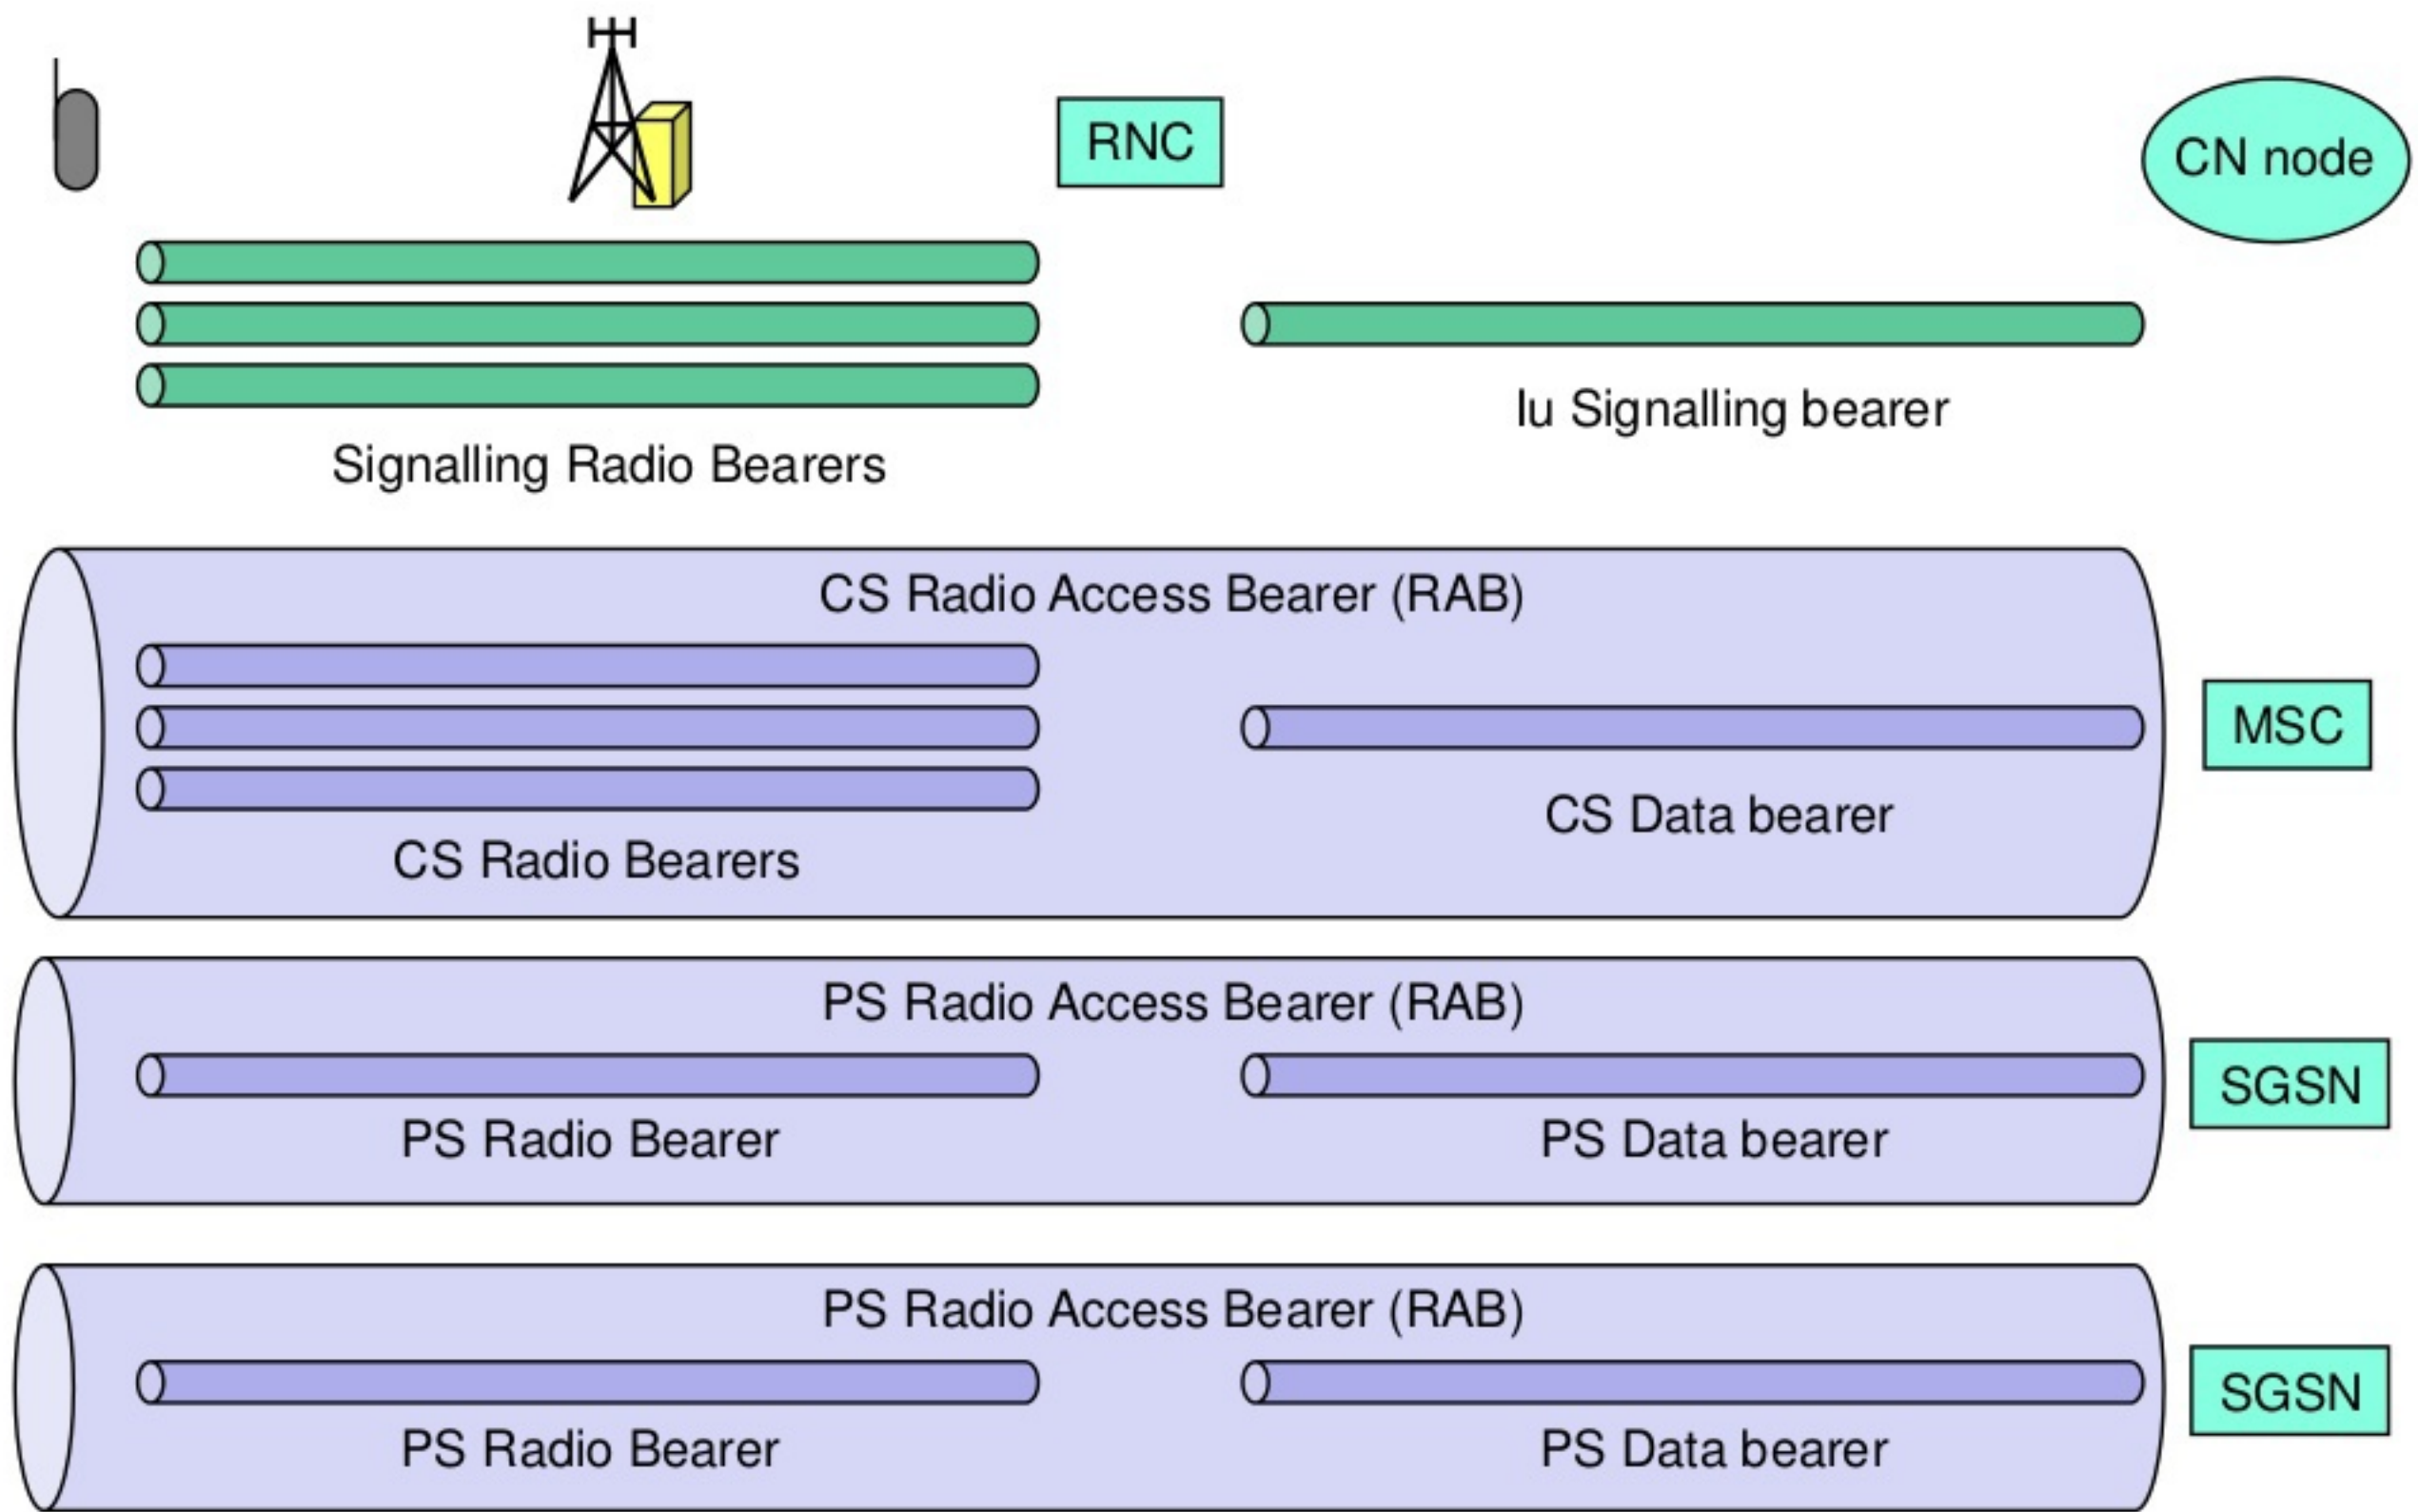 RNC
CN node
Iu Signalling bearer
Signalling Radio Bearers
CS Radio Access Bearer (RAB)
MSC
CS Data bearer
CS Radio Bearers
PS Radio Access Bearer (RAB)
SGSN
PS Radio Bearer
PS Data bearer
PS Radio Access Bearer (RAB)
SGSN
PS Radio Bearer
PS Data bearer